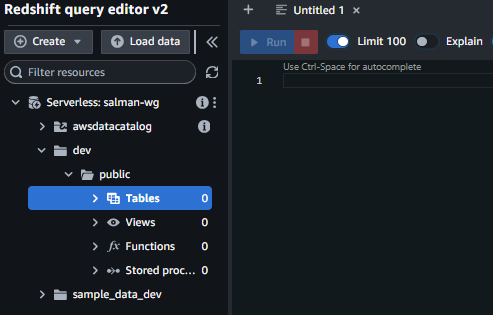 Redshift query editor v2
Untitled 1
Create
Load data
Run
Limit 100
Explain
Filter resources
Use Ctrl-Space for autocomplete
1
Serverless: salman-wg
awsdatacatalog
dev
public
Tables 0
Views 0
fx Functions 0
Stored proc... 0
sample_data_dev